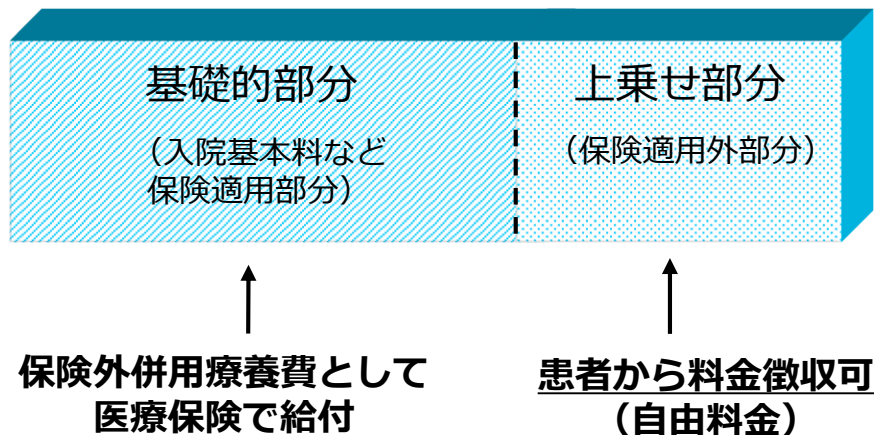 基礎的部分
（入院基本料など
保険適用部分）
上乗せ部分
（保険適用外部分）
保険外併用療養費として
医療保険で給付
患者から料金徴収可
（自由料金）